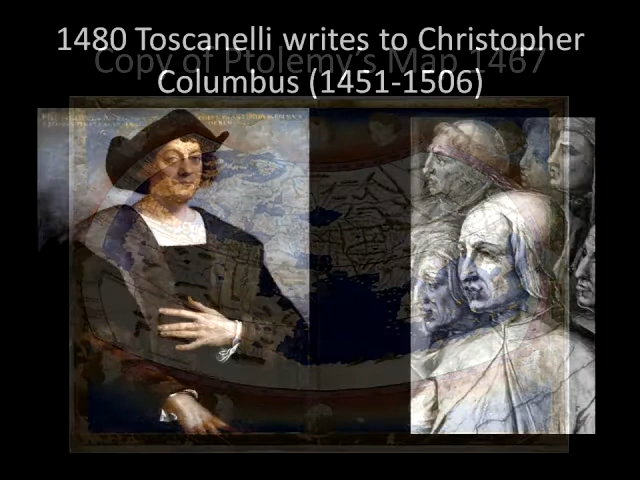 1480 Toscanelli writes to Christopher
Copy of Ptolemy's Map 1467
Columbus (1451-1506)